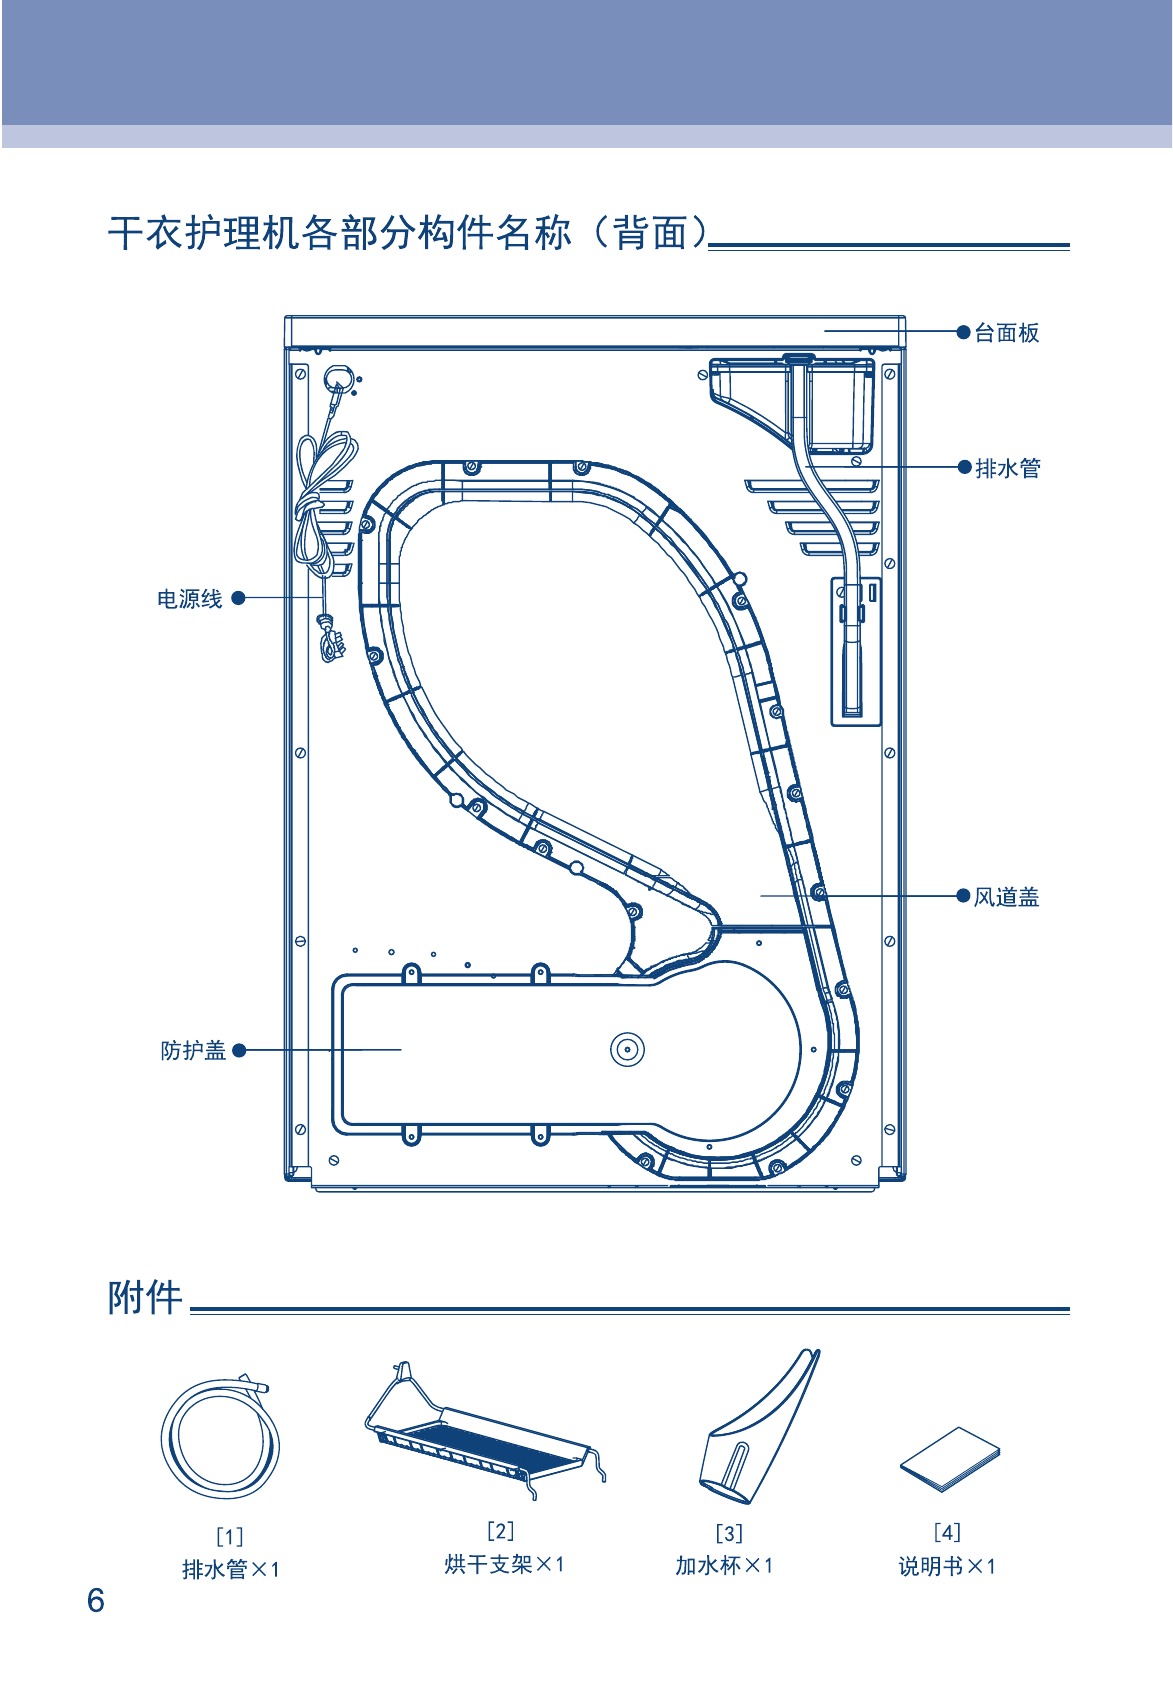 干衣护理机各部分构件名称（背面）
台面板
排水管
电源线
风道盖
防护盖
附件
[1]
排水管×1
[2]
烘干支架×1
[3]
加水杯×1
[4]
说明书×1
6